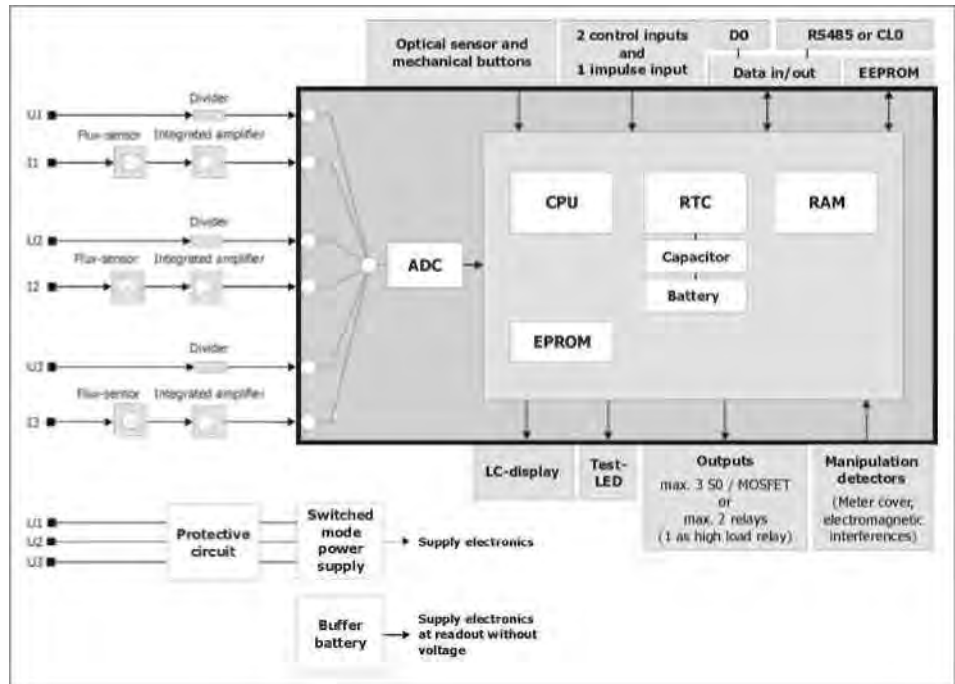 Optical sensor and
mechanical buttons
2 control inputs
and
1 impulse input
D0
RS485 or CL0
Data in/out
EEPROM
U1
Divider
Flux-sensor
Integrated amplifier
I1
U2
Divider
Flux-sensor
Integrated amplifier
I2
U3
Divider
Flux-sensor
Integrated amplifier
I3
ADC
CPU
RTC
RAM
Capacitor
Battery
EPROM
LC-display
Test-
LED
Outputs
max. 3 S0 / MOSFET
or
max. 2 relays
(1 as high load relay)
Manipulation
detectors
(Meter cover,
electromagnetic
interferences)
U1
U2
U3
Protective
circuit
Switched
mode
power
supply
Supply electronics
Buffer
battery
Supply electronics
at readout without
voltage